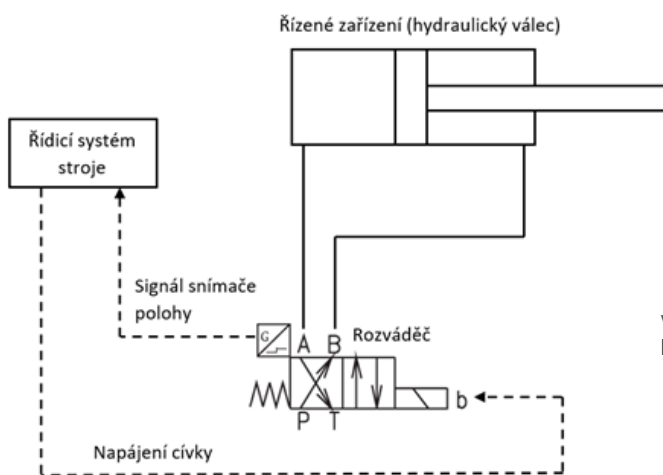 Řízené zařízení (hydraulický válec)
Řídicí systém
stroje
Signál snímače
polohy
G
A
B
Rozváděč
P
T
b
Napájení cívky